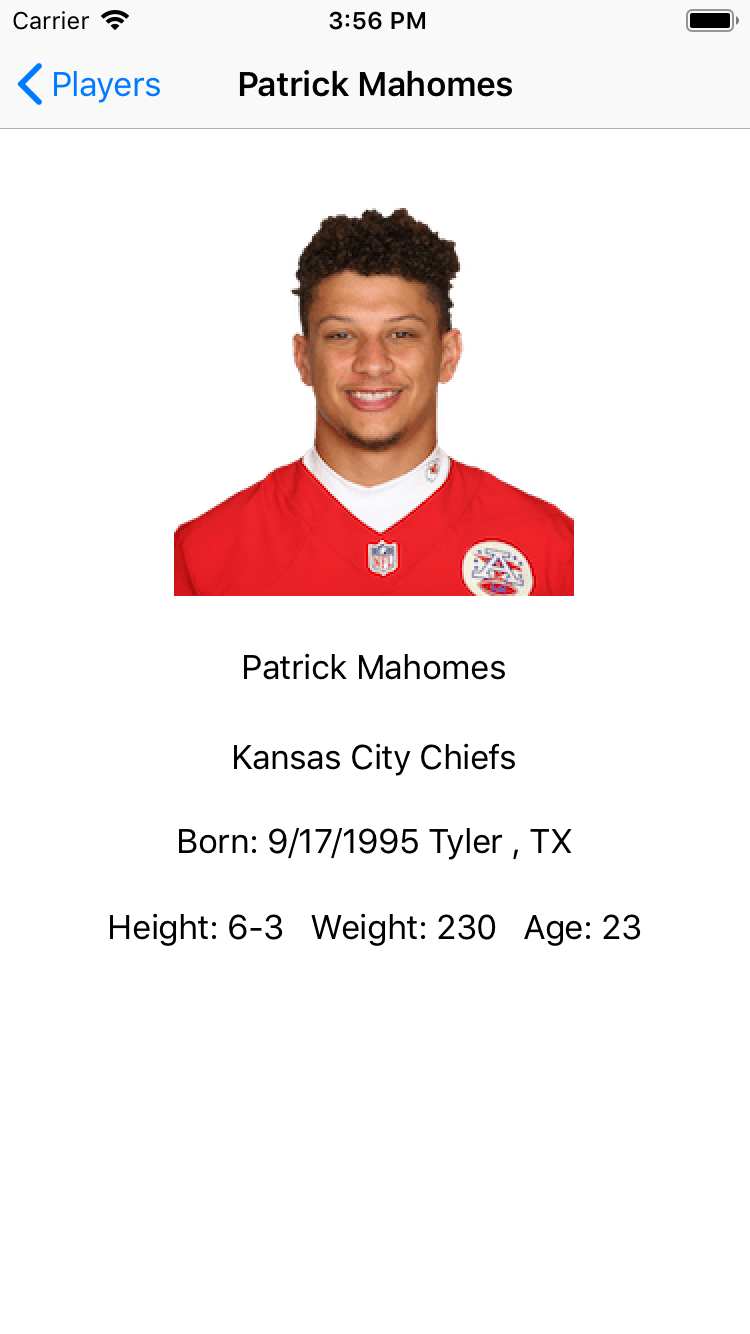 Carrier 3:56 PM
Players Patrick Mahomes
NFL
Patrick Mahomes
Kansas City Chiefs
Born: 9/17/1995 Tyler , TX
Height: 6-3 Weight: 230 Age: 23